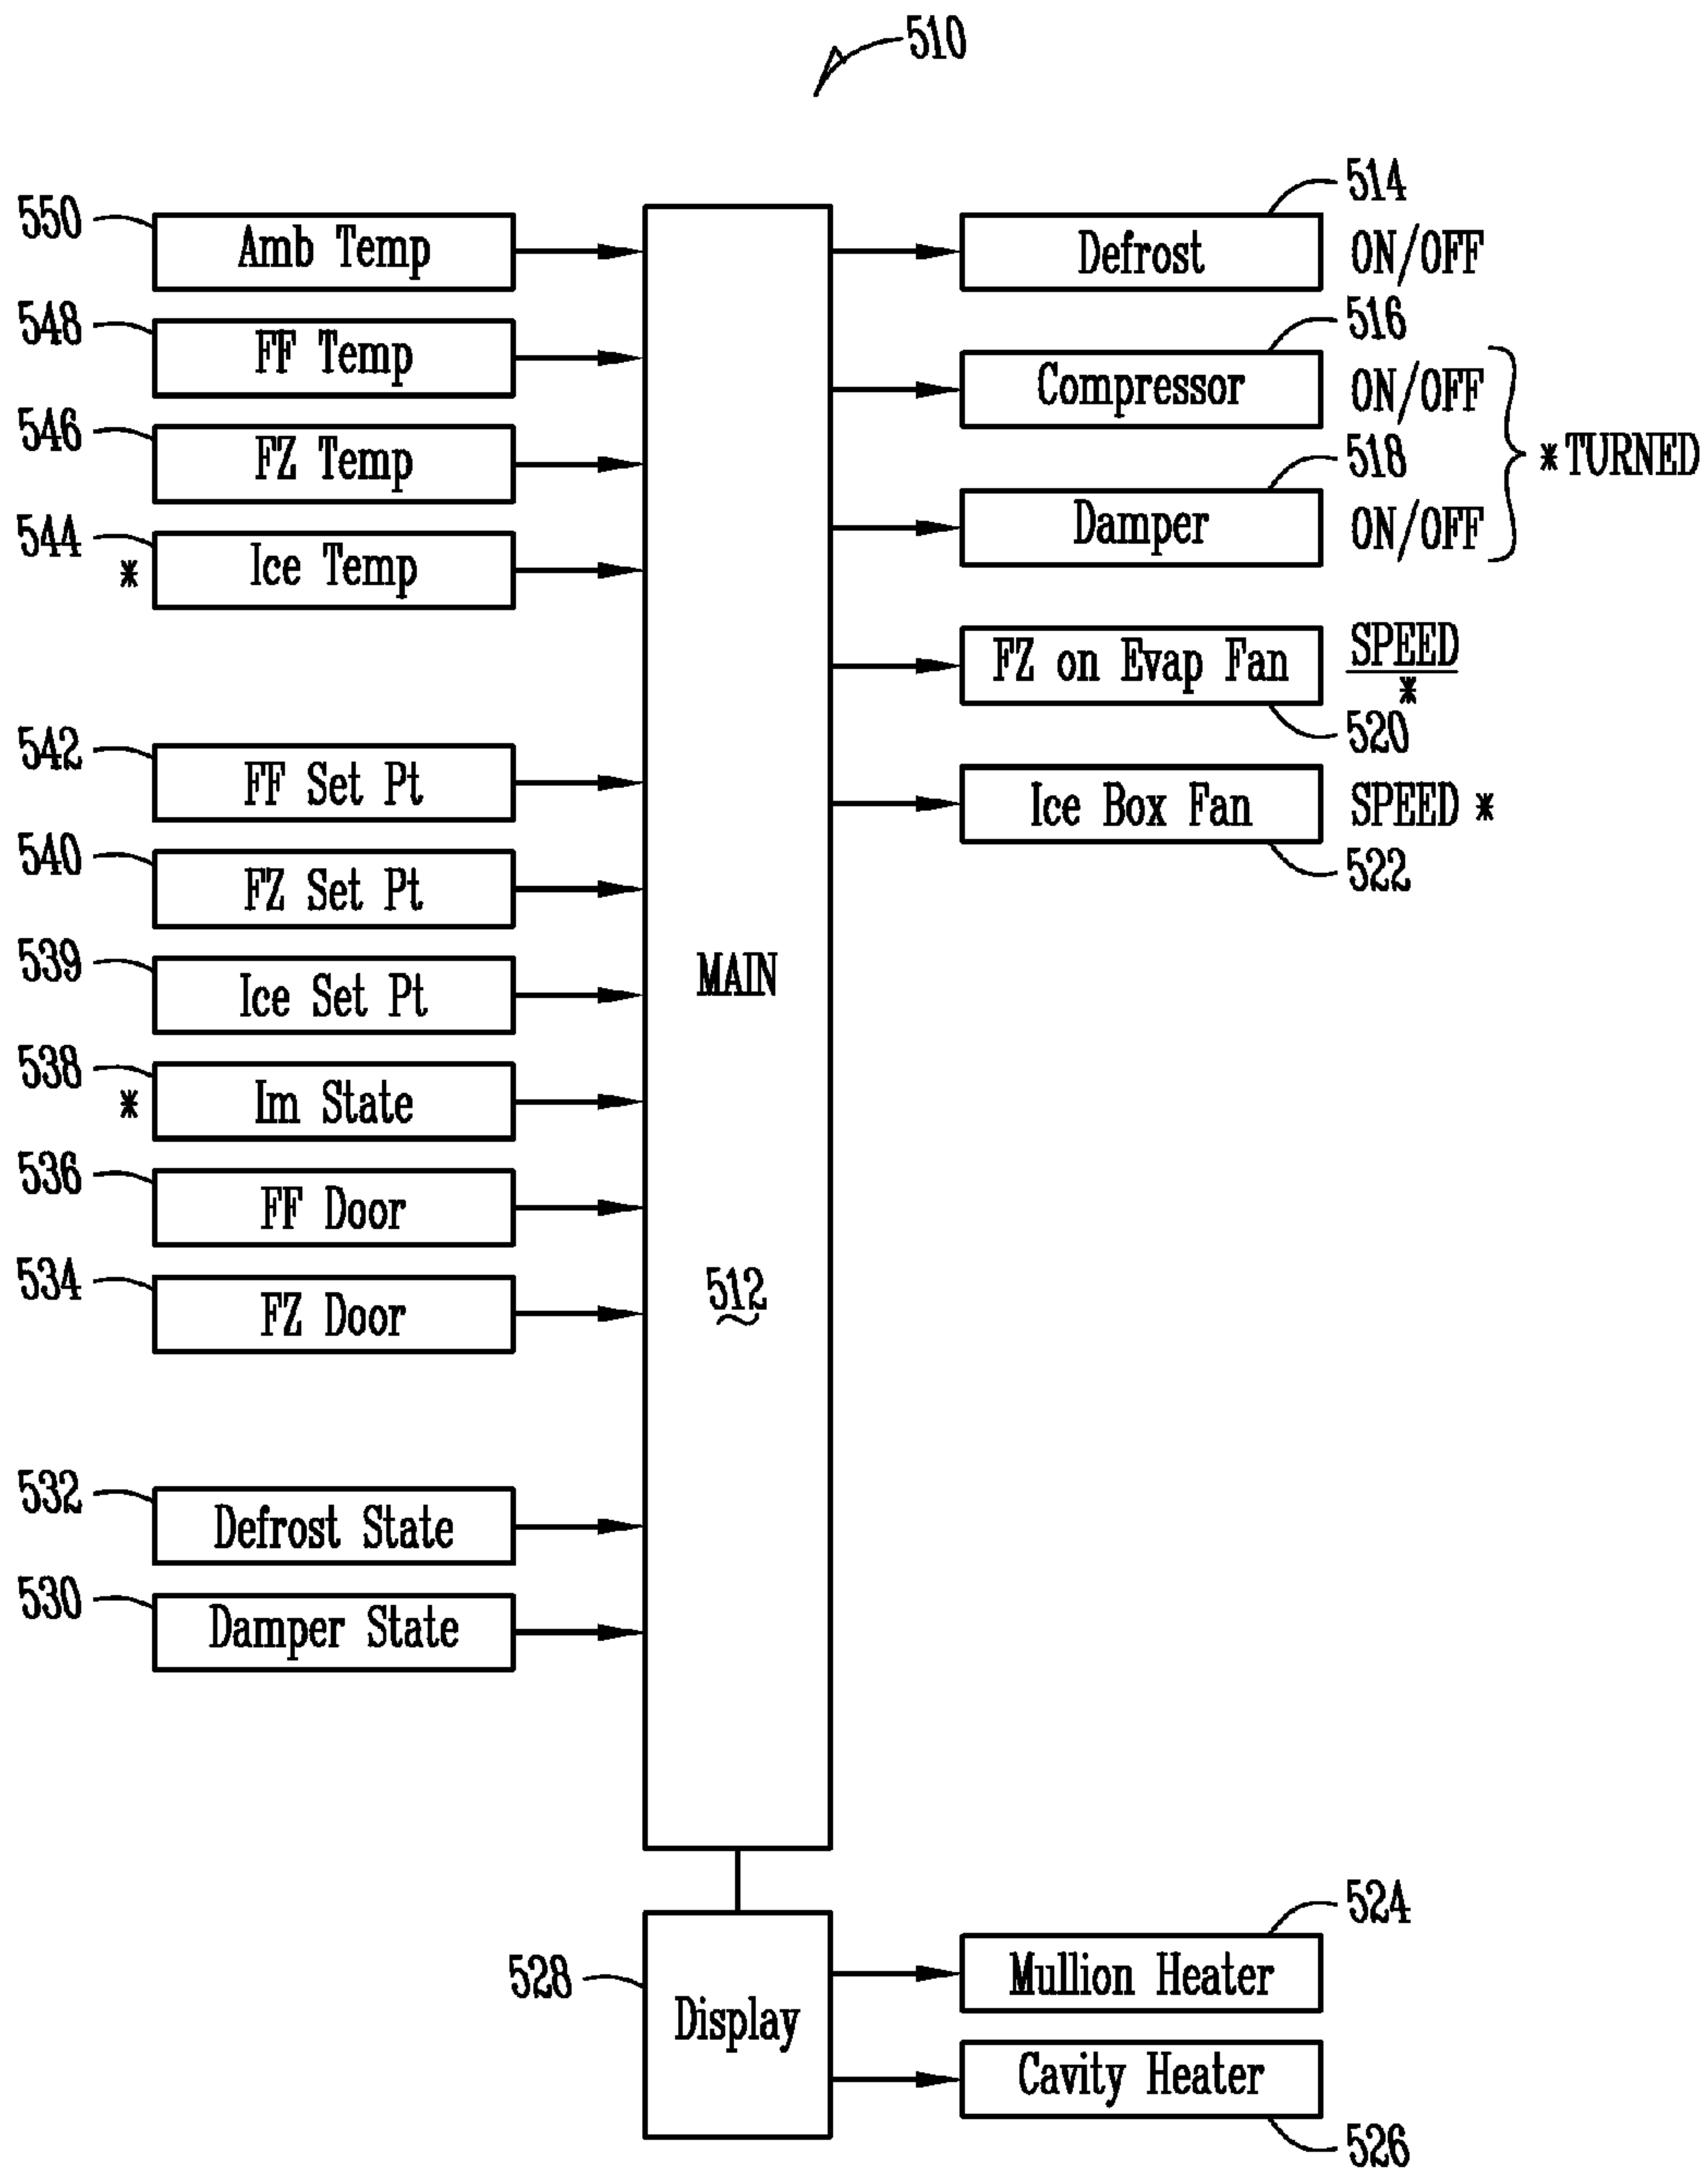 510
550
Amb Temp
548
FF Temp
546
FZ Temp
544
*
Ice Temp
542
FF Set Pt
540
FZ Set Pt
539
Ice Set Pt
538
*
Im State
536
FF Door
534
FZ Door
532
Defrost State
530
Damper State
MAIN
512
514
Defrost
ON/OFF
516
Compressor
ON/OFF
518
* TURNED
Damper
ON/OFF
FZ on Evap Fan
SPEED
*
520
Ice Box Fan
SPEED *
522
528
Display
524
Mullion Heater
Cavity Heater
526